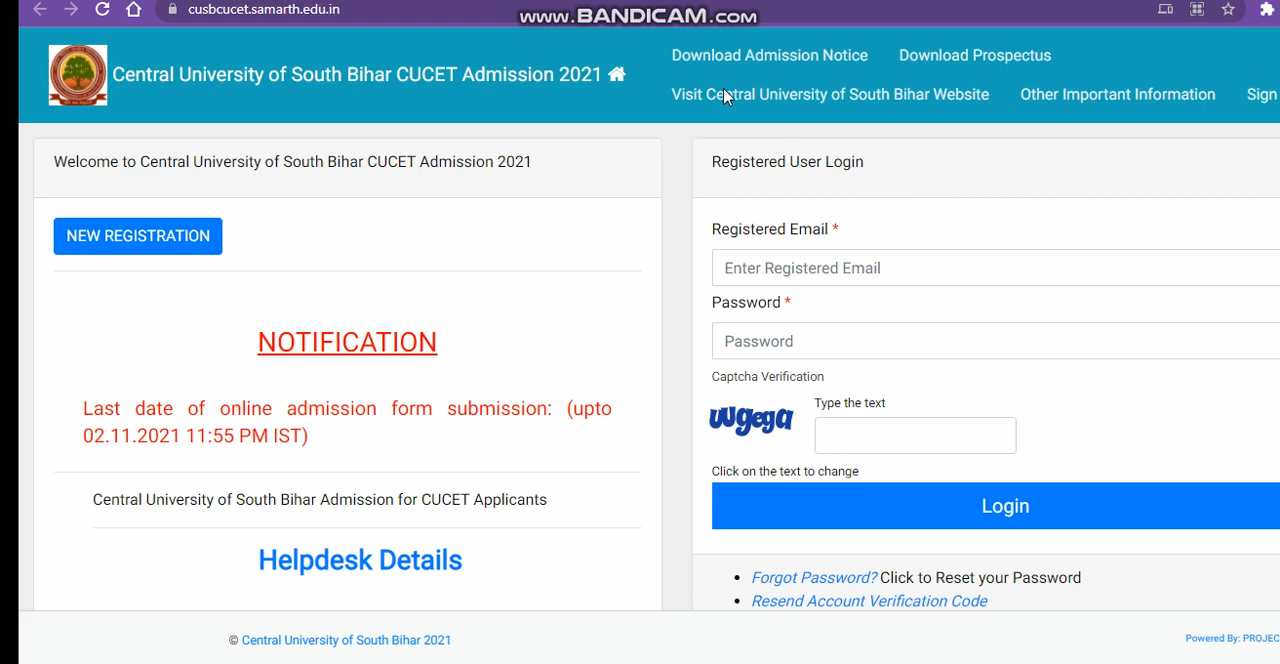 cusbcucet.samarth.edu.in
www.BANDICAM.com
Central University of South Bihar CUCET Admission 2021
Download Admission Notice
Download Prospectus
Visit Central University of South Bihar Website
Other Important Information
Sign
Welcome to Central University of South Bihar CUCET Admission 2021
NEW REGISTRATION
NOTIFICATION
Last date of online admission form submission: (upto
02.11.2021 11:55 PM IST)
Central University of South Bihar Admission for CUCET Applicants
Helpdesk Details
Registered User Login
Registered Email *
Enter Registered Email
Password *
Password
Captcha Verification
wgega
Type the text
Click on the text to change
Login
Forgot Password? Click to Reset your Password
Resend Account Verification Code
© Central University of South Bihar 2021
Powered By: PROJEC